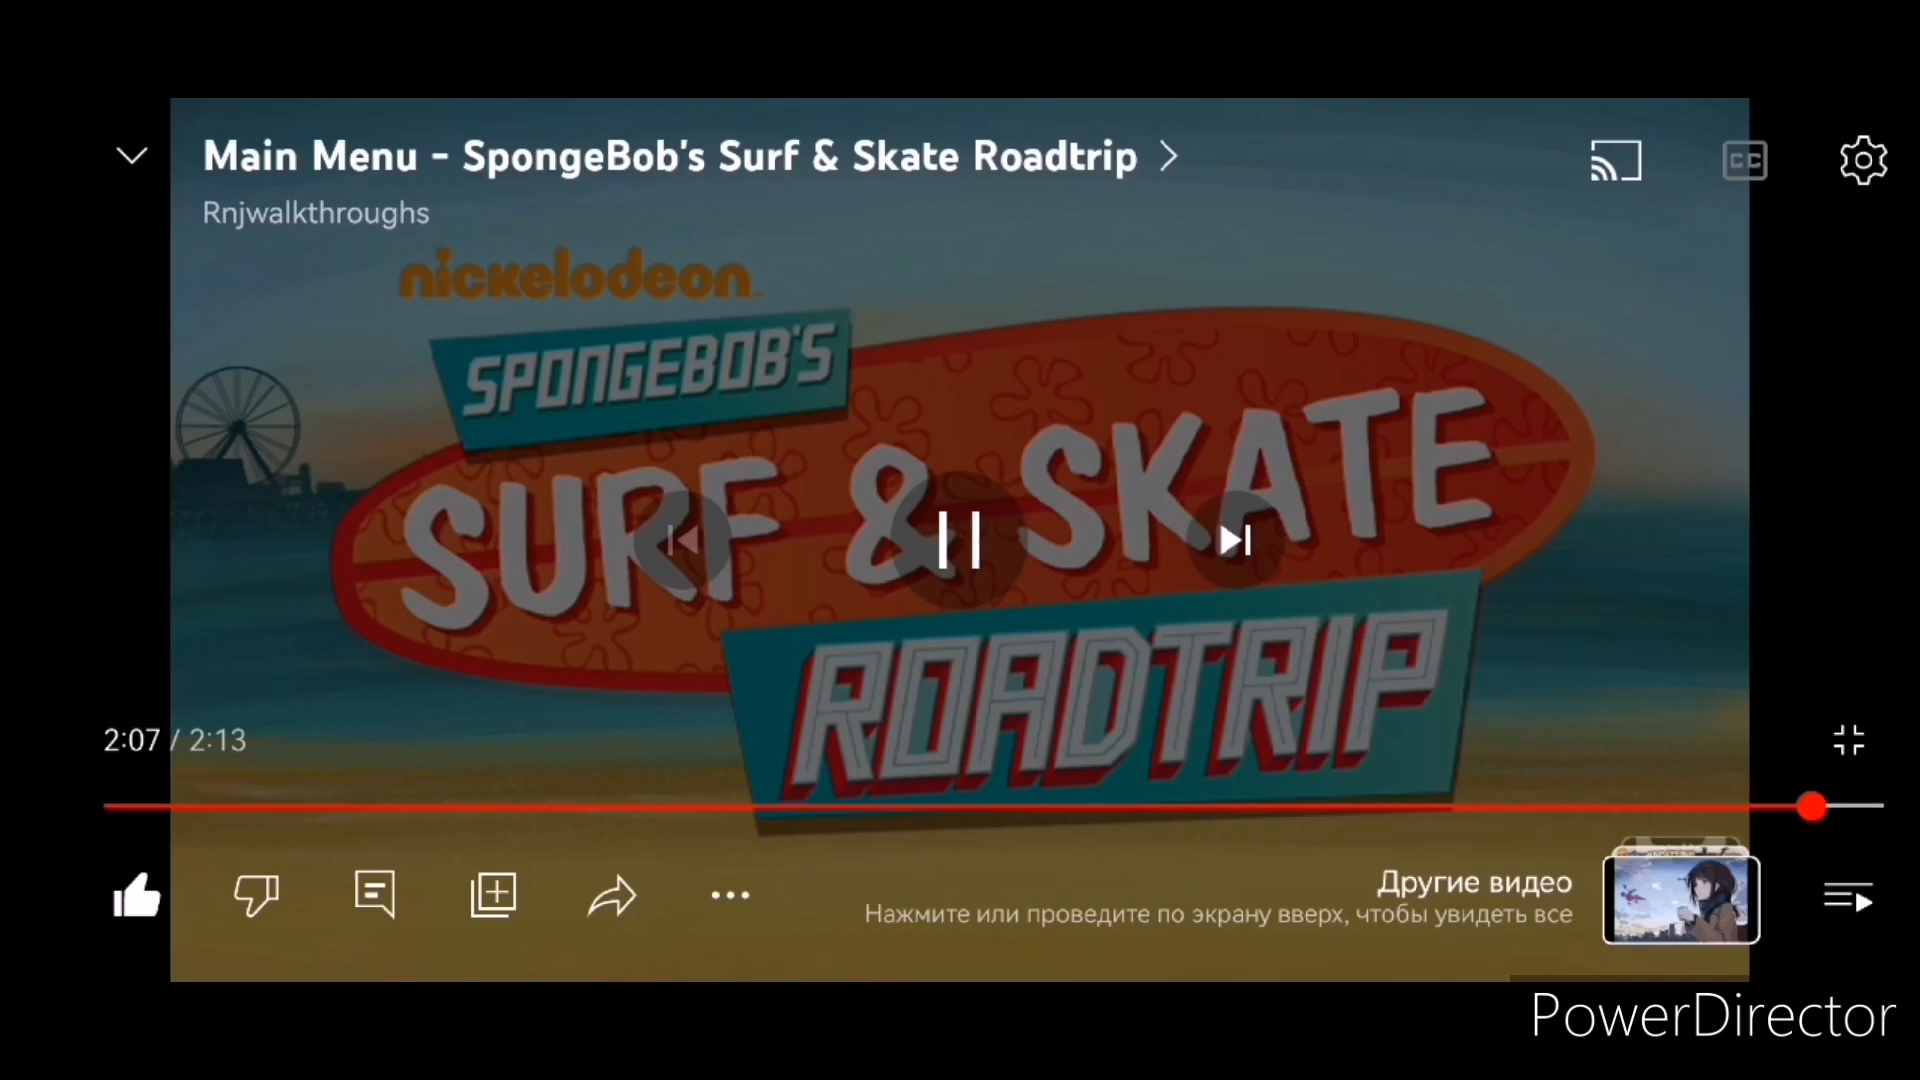 Main Menu - SpongeBob's Surf & Skate Roadtrip
CC
Rnjwalkthroughs
nickelodeon
SPONGEBOB'S
SURF & SKATE
ROADTRIP
2:07 / 2:13
Другие видео
Нажмите или проведите по экрану вверх, чтобы увидеть все
PowerDirector